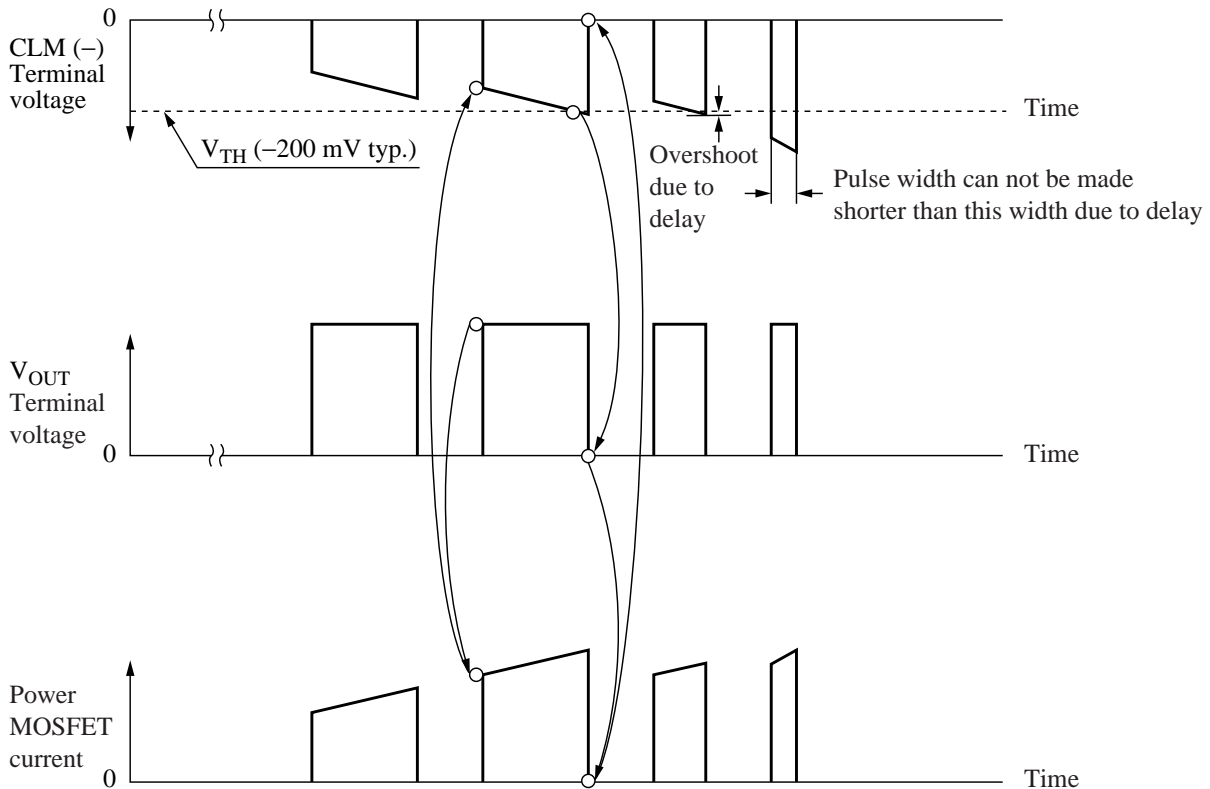 0
CLM (−)
Terminal
voltage
Time
V_TH (−200 mV typ.)
Overshoot
due to
delay
Pulse width can not be made
shorter than this width due to delay
V_OUT
Terminal
voltage
0
Time
Power
MOSFET
current
0
Time